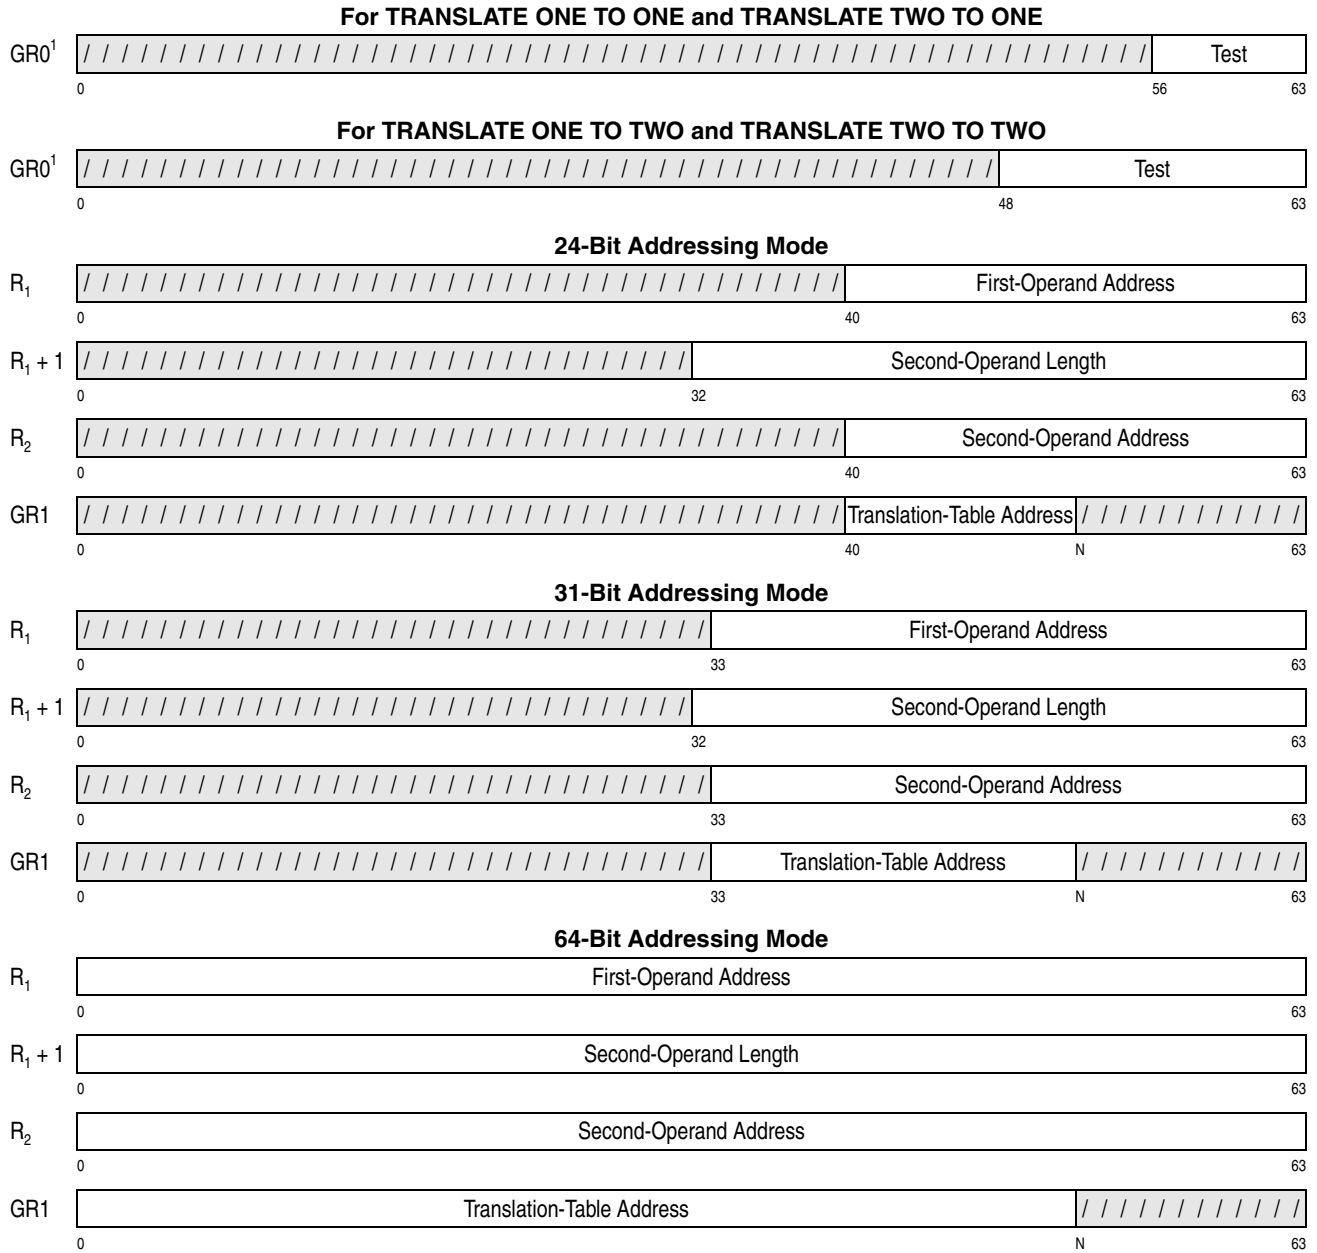 For TRANSLATE ONE TO ONE and TRANSLATE TWO TO ONE
GR0¹ / / / / / / / / / / / / / / / / / / / / / / / / / / / / / / / / / / / / / / / / / / / / / / / / / / / / / / / / Test
0 56 63
For TRANSLATE ONE TO TWO and TRANSLATE TWO TO TWO
GR0¹ / / / / / / / / / / / / / / / / / / / / / / / / / / / / / / / / / / / / / / / / / / / / / / / / Test
0 48 63
24-Bit Addressing Mode
R₁ / / / / / / / / / / / / / / / / / / / / / / / / / / / / / / / / / / / / / / / / First-Operand Address
0 40 63
R₁ + 1 / / / / / / / / / / / / / / / / / / / / / / / / / / / / / / / / Second-Operand Length
0 32 63
R₂ / / / / / / / / / / / / / / / / / / / / / / / / / / / / / / / / / / / / / / / / Second-Operand Address
0 40 63
GR1 / / / / / / / / / / / / / / / / / / / / / / / / / / / / / / / / / / / / / / / / Translation-Table Address / / / / / / / / / / / /
0 40 N 63
31-Bit Addressing Mode
R₁ / / / / / / / / / / / / / / / / / / / / / / / / / / / / / / / / / First-Operand Address
0 33 63
R₁ + 1 / / / / / / / / / / / / / / / / / / / / / / / / / / / / / / / / Second-Operand Length
0 32 63
R₂ / / / / / / / / / / / / / / / / / / / / / / / / / / / / / / / / / Second-Operand Address
0 33 63
GR1 / / / / / / / / / / / / / / / / / / / / / / / / / / / / / / / / / Translation-Table Address / / / / / / / / / / / /
0 33 N 63
64-Bit Addressing Mode
R₁ First-Operand Address
0 63
R₁ + 1 Second-Operand Length
0 63
R₂ Second-Operand Address
0 63
GR1 Translation-Table Address / / / / / / / / / / / /
0 N 63